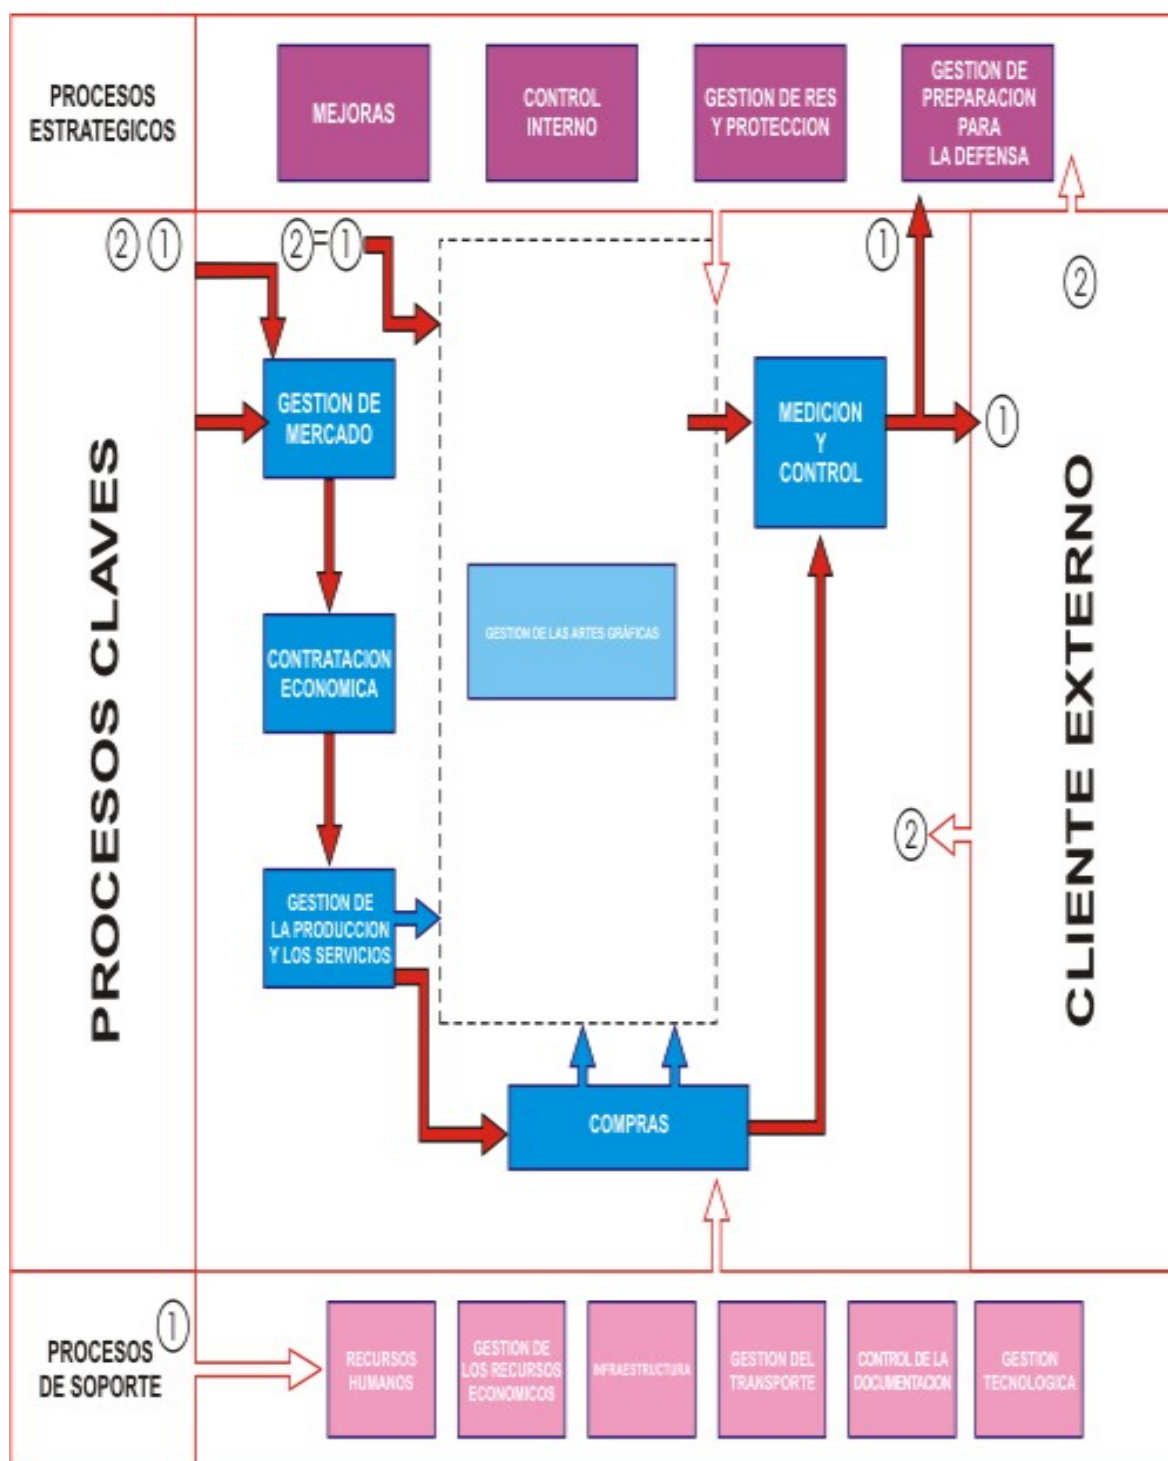 PROCESOS
ESTRATEGICOS
MEJORAS
CONTROL
INTERNO
GESTION DE RES
Y PROTECCION
GESTION DE
PREPARACION
PARA
LA DEFENSA
② ①
②=①
①
②
PROCESOS CLAVES
GESTION DE
MERCADO
MEDICION
Y
CONTROL
①
CLIENTE EXTERNO
GESTION DE LAS ARTES GRÁFICAS
CONTRATACION
ECONOMICA
②
GESTION DE
LA PRODUCCION
Y LOS SERVICIOS
COMPRAS
①
PROCESOS
DE SOPORTE
RECURSOS
HUMANOS
GESTION DE
LOS RECURSOS
ECONOMICOS
INFRAESTRUCTURA
GESTION DEL
TRANSPORTE
CONTROL DE LA
DOCUMENTACION
GESTION
TECNOLOGICA